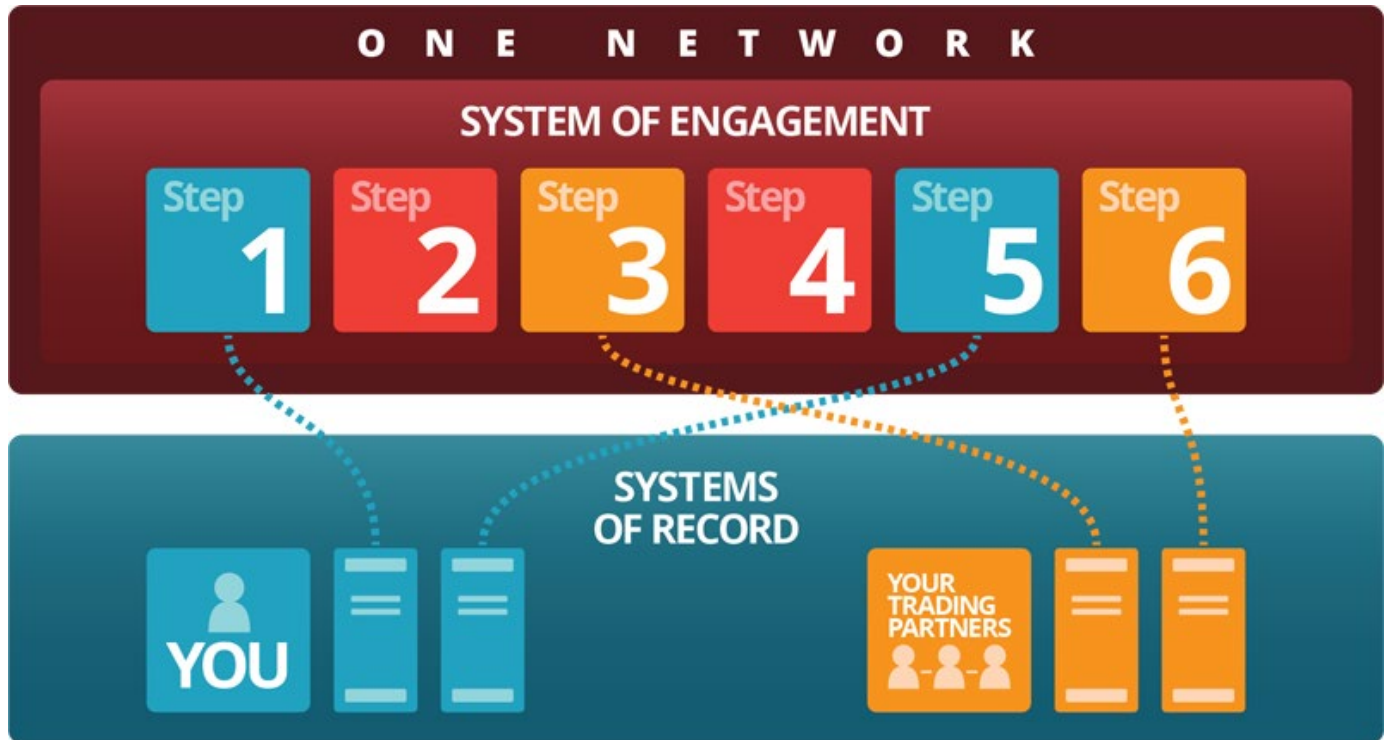 ONE NETWORK
SYSTEM OF ENGAGEMENT
Step 1
Step 2
Step 3
Step 4
Step 5
Step 6
SYSTEMS
OF RECORD
YOU
YOUR
TRADING
PARTNERS